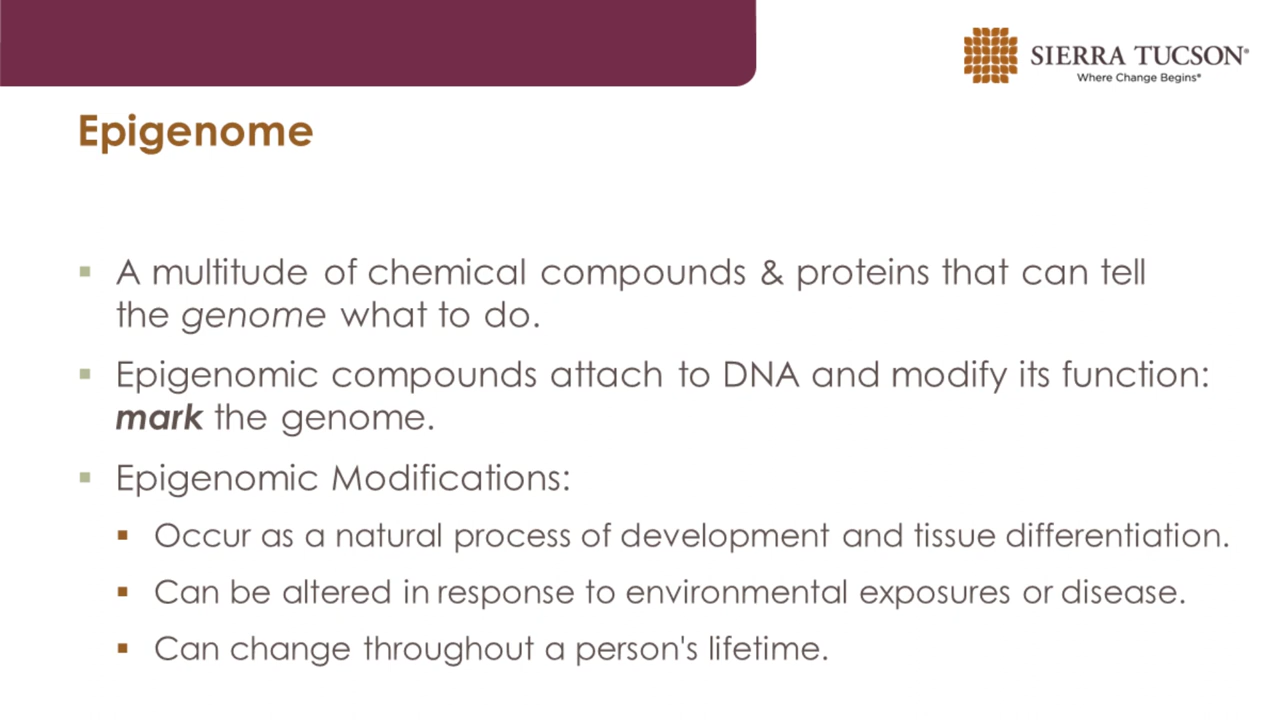 SIERRA TUCSON®
Where Change Begins®
Epigenome
▪ A multitude of chemical compounds & proteins that can tell
the genome what to do.
▪ Epigenomic compounds attach to DNA and modify its function:
mark the genome.
▪ Epigenomic Modifications:
▪ Occur as a natural process of development and tissue differentiation.
▪ Can be altered in response to environmental exposures or disease.
▪ Can change throughout a person's lifetime.